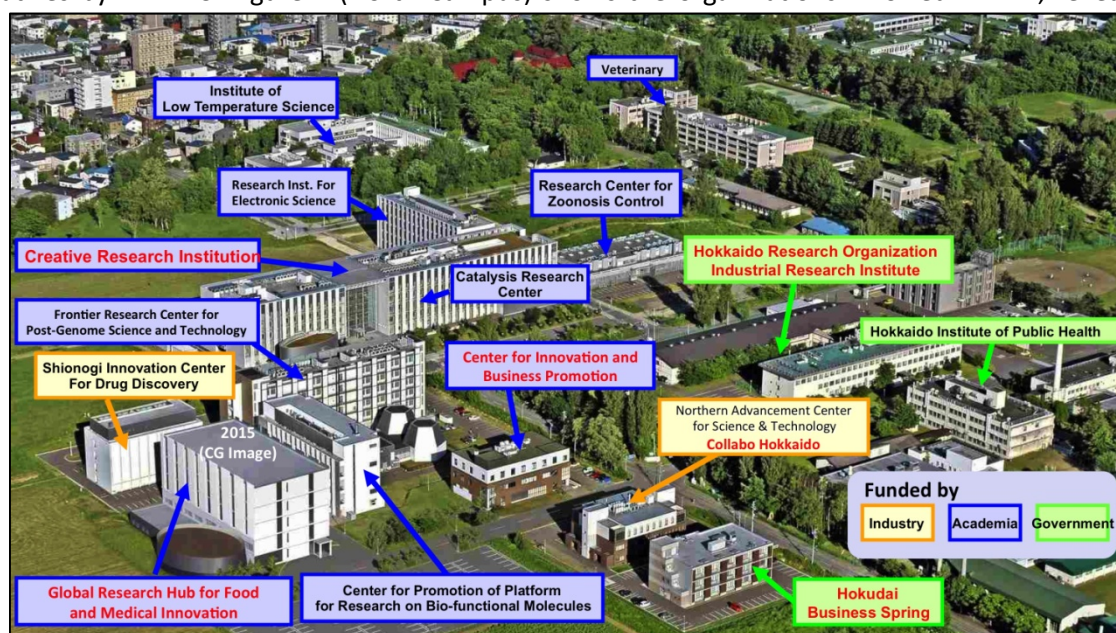 Institute of
Low Temperature Science
Veterinary
Research Inst. For
Electronic Science
Research Center for
Zoonosis Control
Creative Research Institution
Catalysis Research
Center
Hokkaido Research Organization
Industrial Research Institute
Frontier Research Center for
Post-Genome Science and Technology
Hokkaido Institute of Public Health
Shionogi Innovation Center
For Drug Discovery
Center for Innovation and
Business Promotion
2015
(CG Image)
Northern Advancement Center
for Science & Technology
Collabo Hokkaido
Funded by
Industry
Academia
Government
Global Research Hub for Food
and Medical Innovation
Center for Promotion of Platform
for Research on Bio-functional Molecules
Hokudai
Business Spring